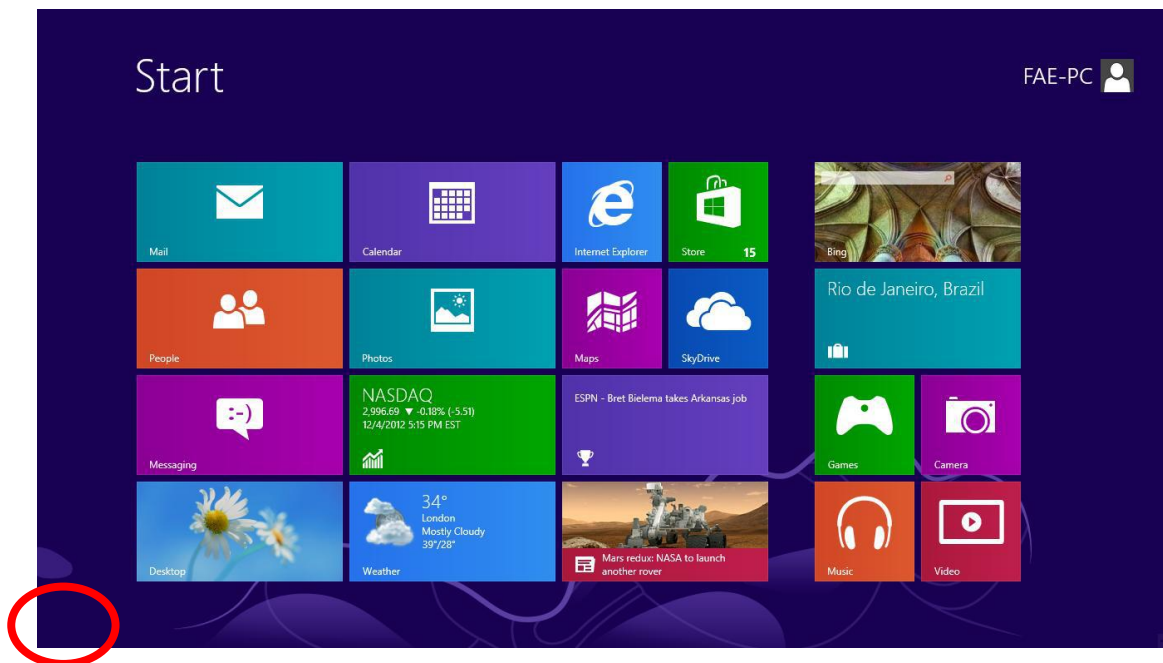 Start
FAE-PC
Mail
Calendar
Internet Explorer
Store 15
Bing
People
Photos
Maps
SkyDrive
Rio de Janeiro, Brazil
Messaging
:-)
NASDAQ
2,996.69 ▼ -0.18% (-5.51)
12/4/2012 5:15 PM EST
ESPN - Bret Bielema takes Arkansas job
Games
Camera
Desktop
34°
London
Mostly Cloudy
39°/28°
Weather
Mars redux: NASA to launch
another rover
Music
Video